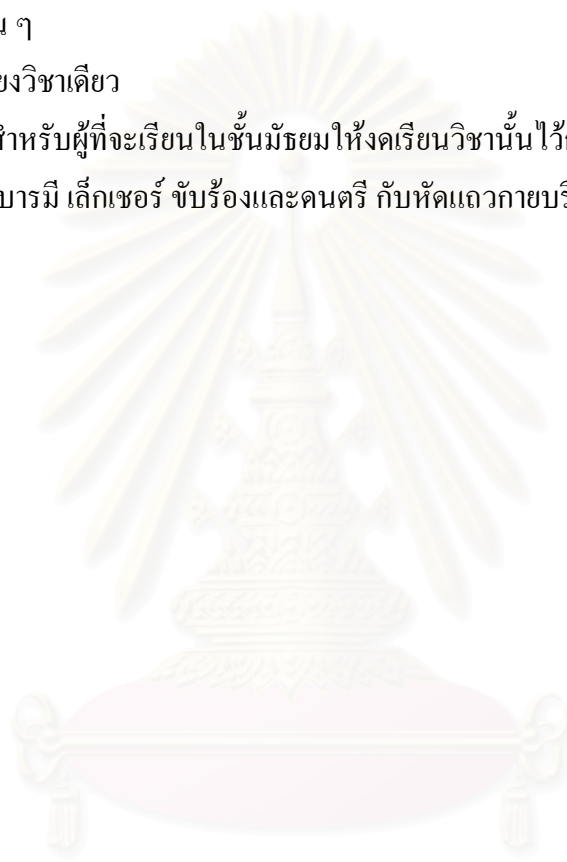 น ๆ
ยงวิชาเดียว
สำหรับผู้ที่จะเรียนในชั้นมัธยมให้งดเรียนวิชานั้นไว้
บารมี เล็กเชอร์ ขับร้องและดนตรี กับหัดแถวกายบริ